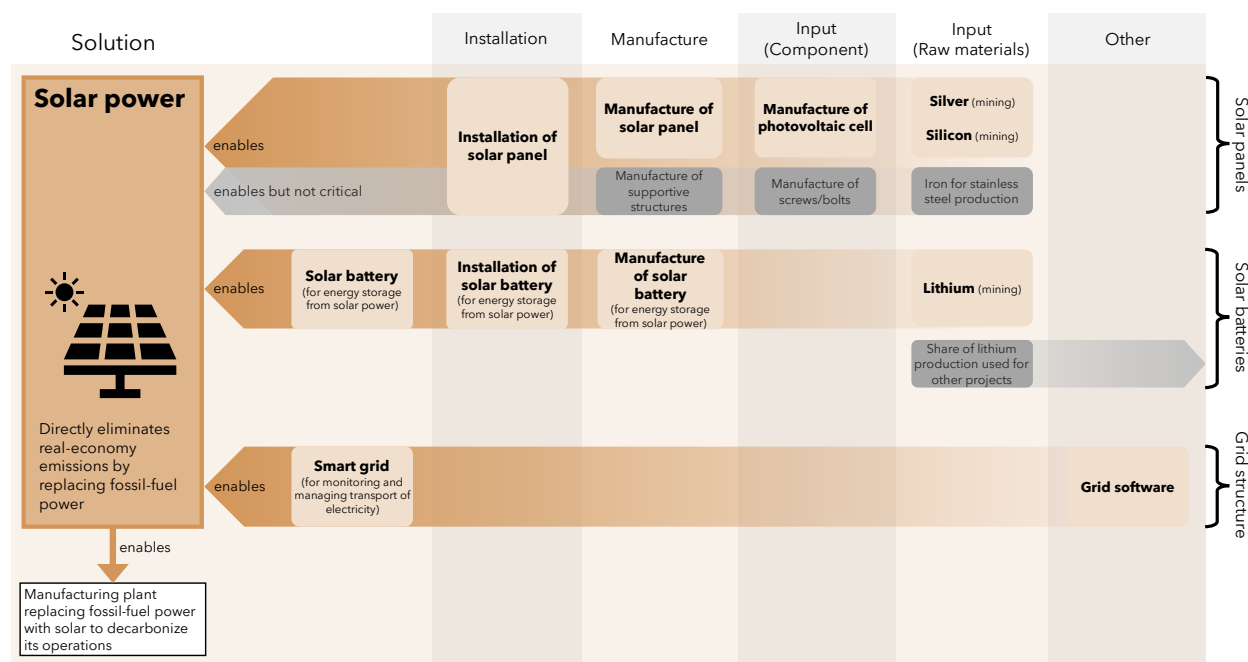 Solution
Installation
Manufacture
Input
(Component)
Input
(Raw materials)
Other
Solar power
Directly eliminates
real-economy
emissions by
replacing fossil-fuel
power
enables
Manufacturing plant
replacing fossil-fuel power
with solar to decarbonize
its operations
enables
Installation of
solar panel
Manufacture of
solar panel
Manufacture of
photovoltaic cell
Silver (mining)
Silicon (mining)
enables but not critical
Manufacture of
supportive
structures
Manufacture of
screws/bolts
Iron for stainless
steel production
Solar panels
enables
Solar battery
(for energy storage
from solar power)
Installation of
solar battery
(for energy storage
from solar power)
Manufacture
of solar
battery
(for energy storage
from solar power)
Lithium (mining)
Share of lithium
production used for
other projects
Solar batteries
enables
Smart grid
(for monitoring and
managing transport of
electricity)
Grid software
Grid structure